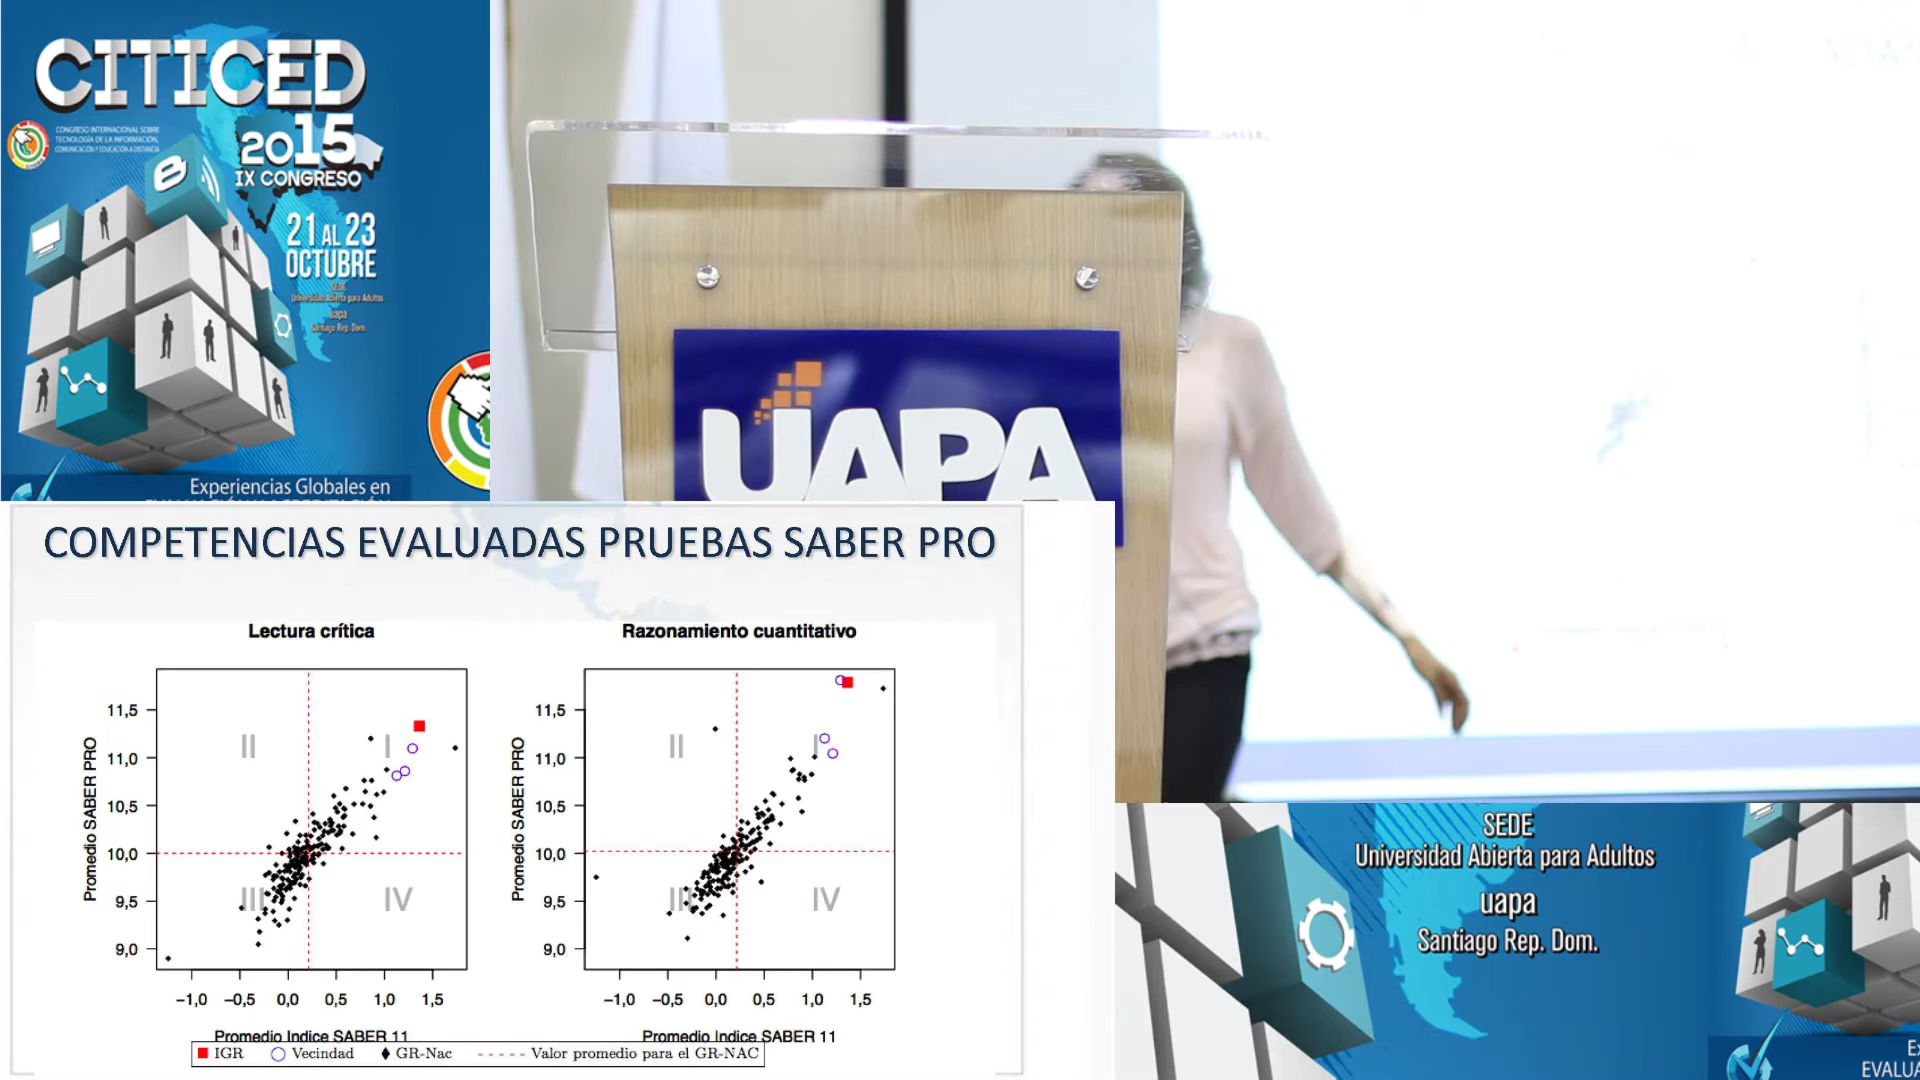 CITICED
2015
IX CONGRESO
CONGRESO INTERNACIONAL SOBRE
TECNOLOGÍA DE LA INFORMACIÓN,
COMUNICACIÓN Y EDUCACIÓN A DISTANCIA
21 AL 23
OCTUBRE
SEDE
Universidad Abierta para Adultos
uapa
Santiago Rep. Dom.
Experiencias Globales en
UAPA
COMPETENCIAS EVALUADAS PRUEBAS SABER PRO
Lectura crítica
Promedio SABER PRO
11,5
11,0
10,5
10,0
9,5
9,0
II
I
III
IV
−1,0 −0,5 0,0 0,5 1,0 1,5
Promedio Indice SABER 11
Razonamiento cuantitativo
Promedio SABER PRO
11,5
11,0
10,5
10,0
9,5
9,0
II
I
III
IV
−1,0 −0,5 0,0 0,5 1,0 1,5
Promedio Indice SABER 11
IGR Vecindad GR-Nac Valor promedio para el GR-NAC
SEDE
Universidad Abierta para Adultos
uapa
Santiago Rep. Dom.